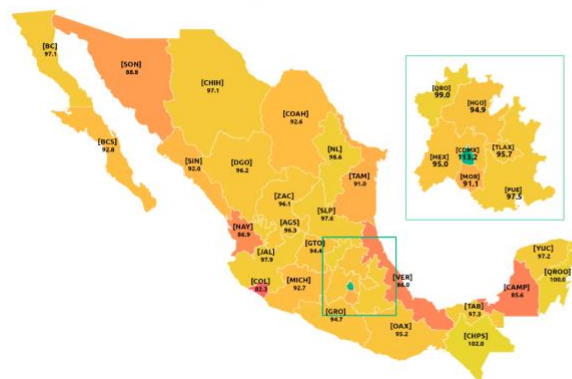 [BC]
97.1
[SON]
88.8
[CHIH]
97.1
[COAH]
92.6
[BCS]
92.8
[SIN]
92.0
[DGO]
96.2
[NL]
98.6
[TAM]
91.0
[ZAC]
96.1
[AGS]
96.3
[SLP]
97.6
[NAY]
86.9
[JAL]
97.9
[GTO]
94.4
[COL]
82.3
[MICH]
92.7
[GRO]
94.7
[VER]
86.0
[OAX]
95.2
[TAB]
97.3
[CHPS]
102.0
[CAMP]
85.6
[YUC]
97.2
[QROO]
100.0
[QRO]
99.0
[HGO]
94.9
[MEX]
95.0
[CDMX]
113.2
[TLAX]
95.7
[MOR]
91.1
[PUE]
97.5